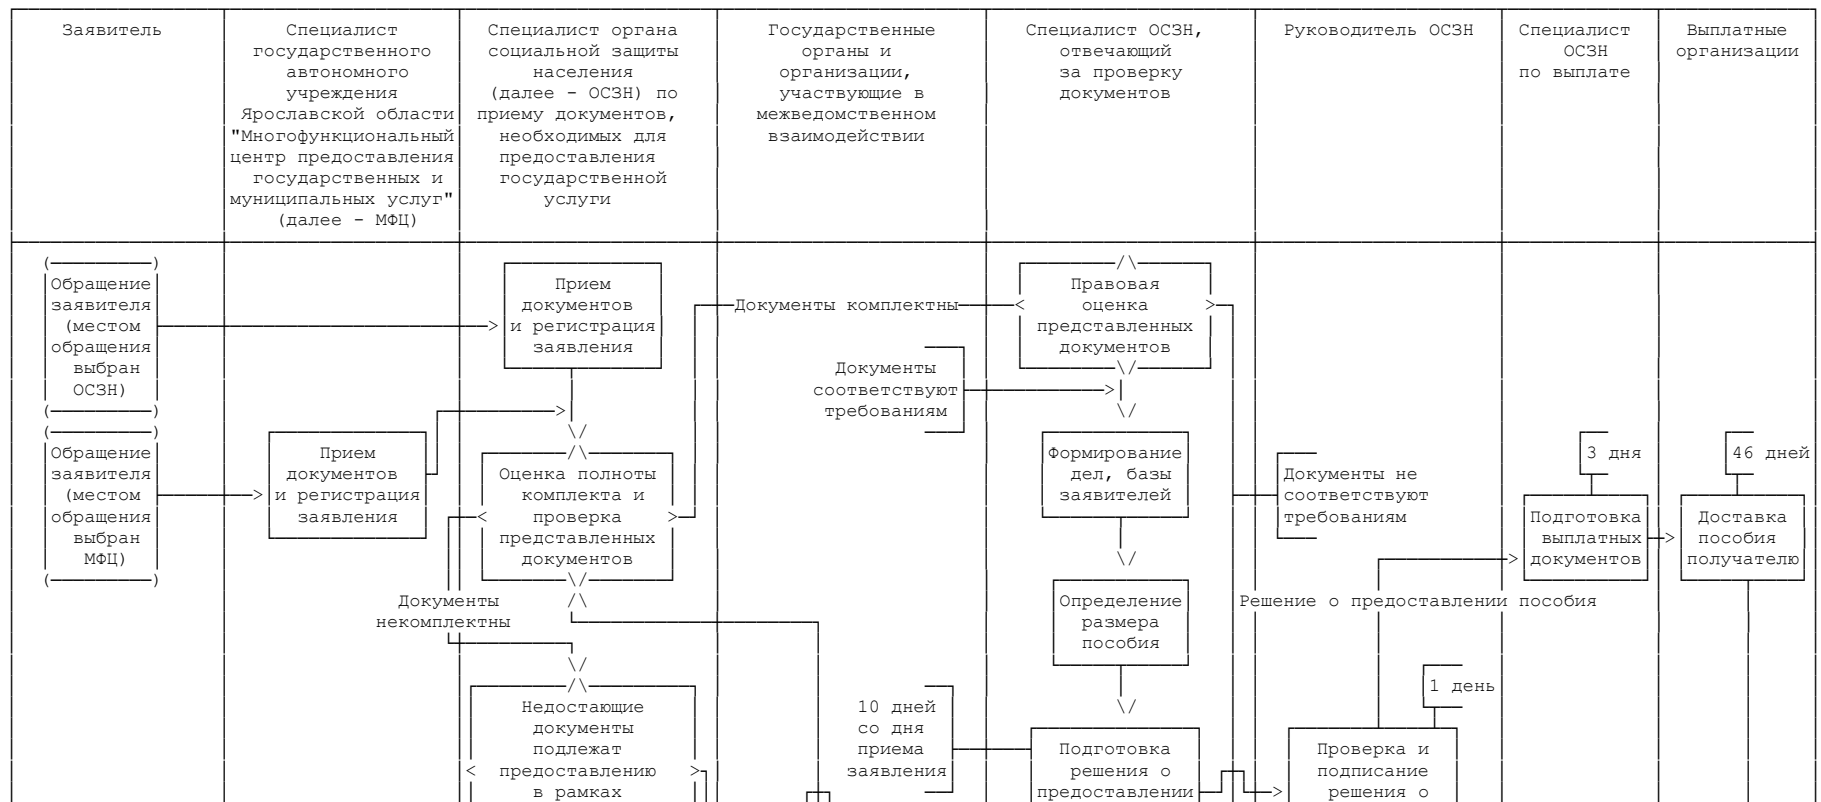 Заявитель
Специалист
государственного
автономного
учреждения
Ярославской области
"Многофункциональный
центр предоставления
государственных и
муниципальных услуг"
(далее - МФЦ)
Специалист органа
социальной защиты
населения
(далее - ОСЗН) по
приему документов,
необходимых для
предоставления
государственной
услуги
Государственные
органы и
организации,
участвующие в
межведомственном
взаимодействии
Специалист ОСЗН,
отвечающий
за проверку
документов
Руководитель ОСЗН
Специалист
ОСЗН
по выплате
Выплатные
организации
Обращение
заявителя
(местом
обращения
выбран
ОСЗН)
Прием
документов
и регистрация
заявления
Документы комплектны
Правовая
оценка
представленных
документов
Документы
соответствуют
требованиям
Обращение
заявителя
(местом
обращения
выбран
МФЦ)
Прием
документов
и регистрация
заявления
Оценка полноты
комплекта и
проверка
представленных
документов
Формирование
дел, базы
заявителей
Документы не
соответствуют
требованиям
3 дня
Подготовка
выплатных
документов
46 дней
Доставка
пособия
получателю
Документы
некомплектны
Определение
размера
пособия
Решение о предоставлении пособия
Недостающие
документы
подлежат
предоставлению
в рамках
10 дней
со дня
приема
заявления
Подготовка
решения о
предоставлении
1 день
Проверка и
подписание
решения о